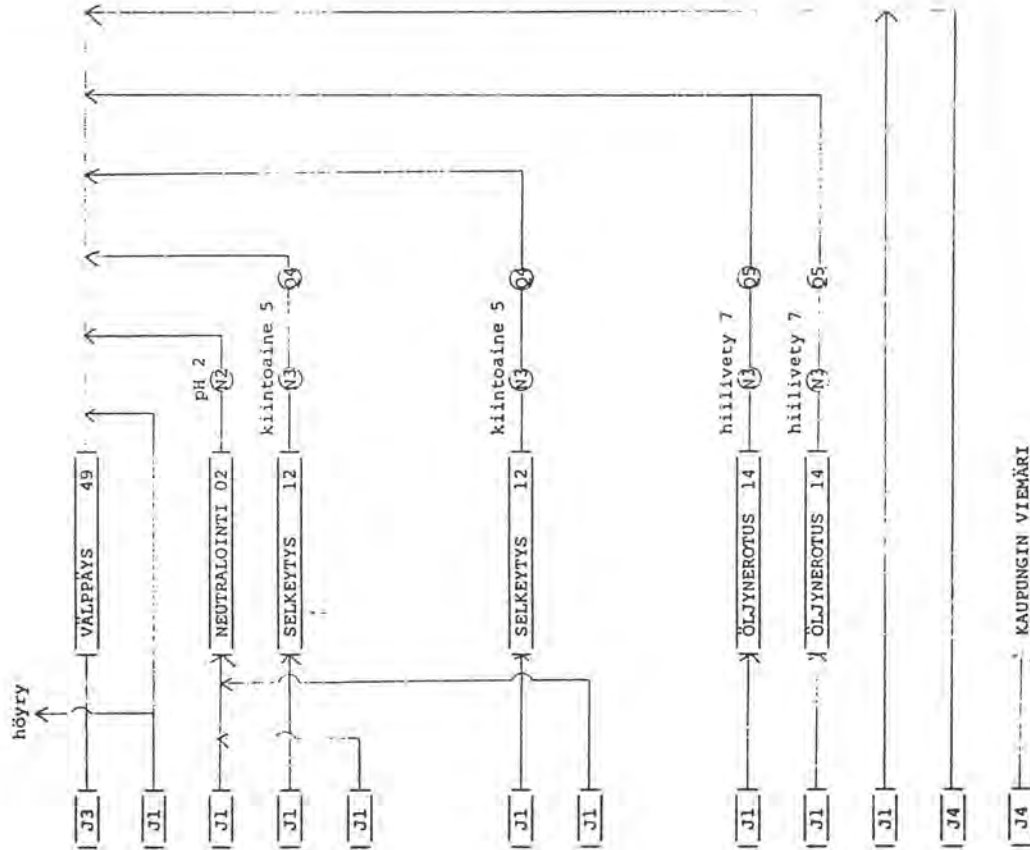 höyry
J3 VÄLPPÄYS 49
J1
pH 2
J1 NEUTRALOINTI 02 N2
kiintoaine 5
J1 SELKEYTYS 12 N3 Q4
J1
kiintoaine 5
J1 SELKEYTYS 12 N3 Q4
J1
hiilivety 7
J1 ÖLJYNEROTUS 14 N3 Q5
hiilivety 7
J1 ÖLJYNEROTUS 14 N3 Q5
J1
J4
J4 KAUPUNGIN VIEMÄRI